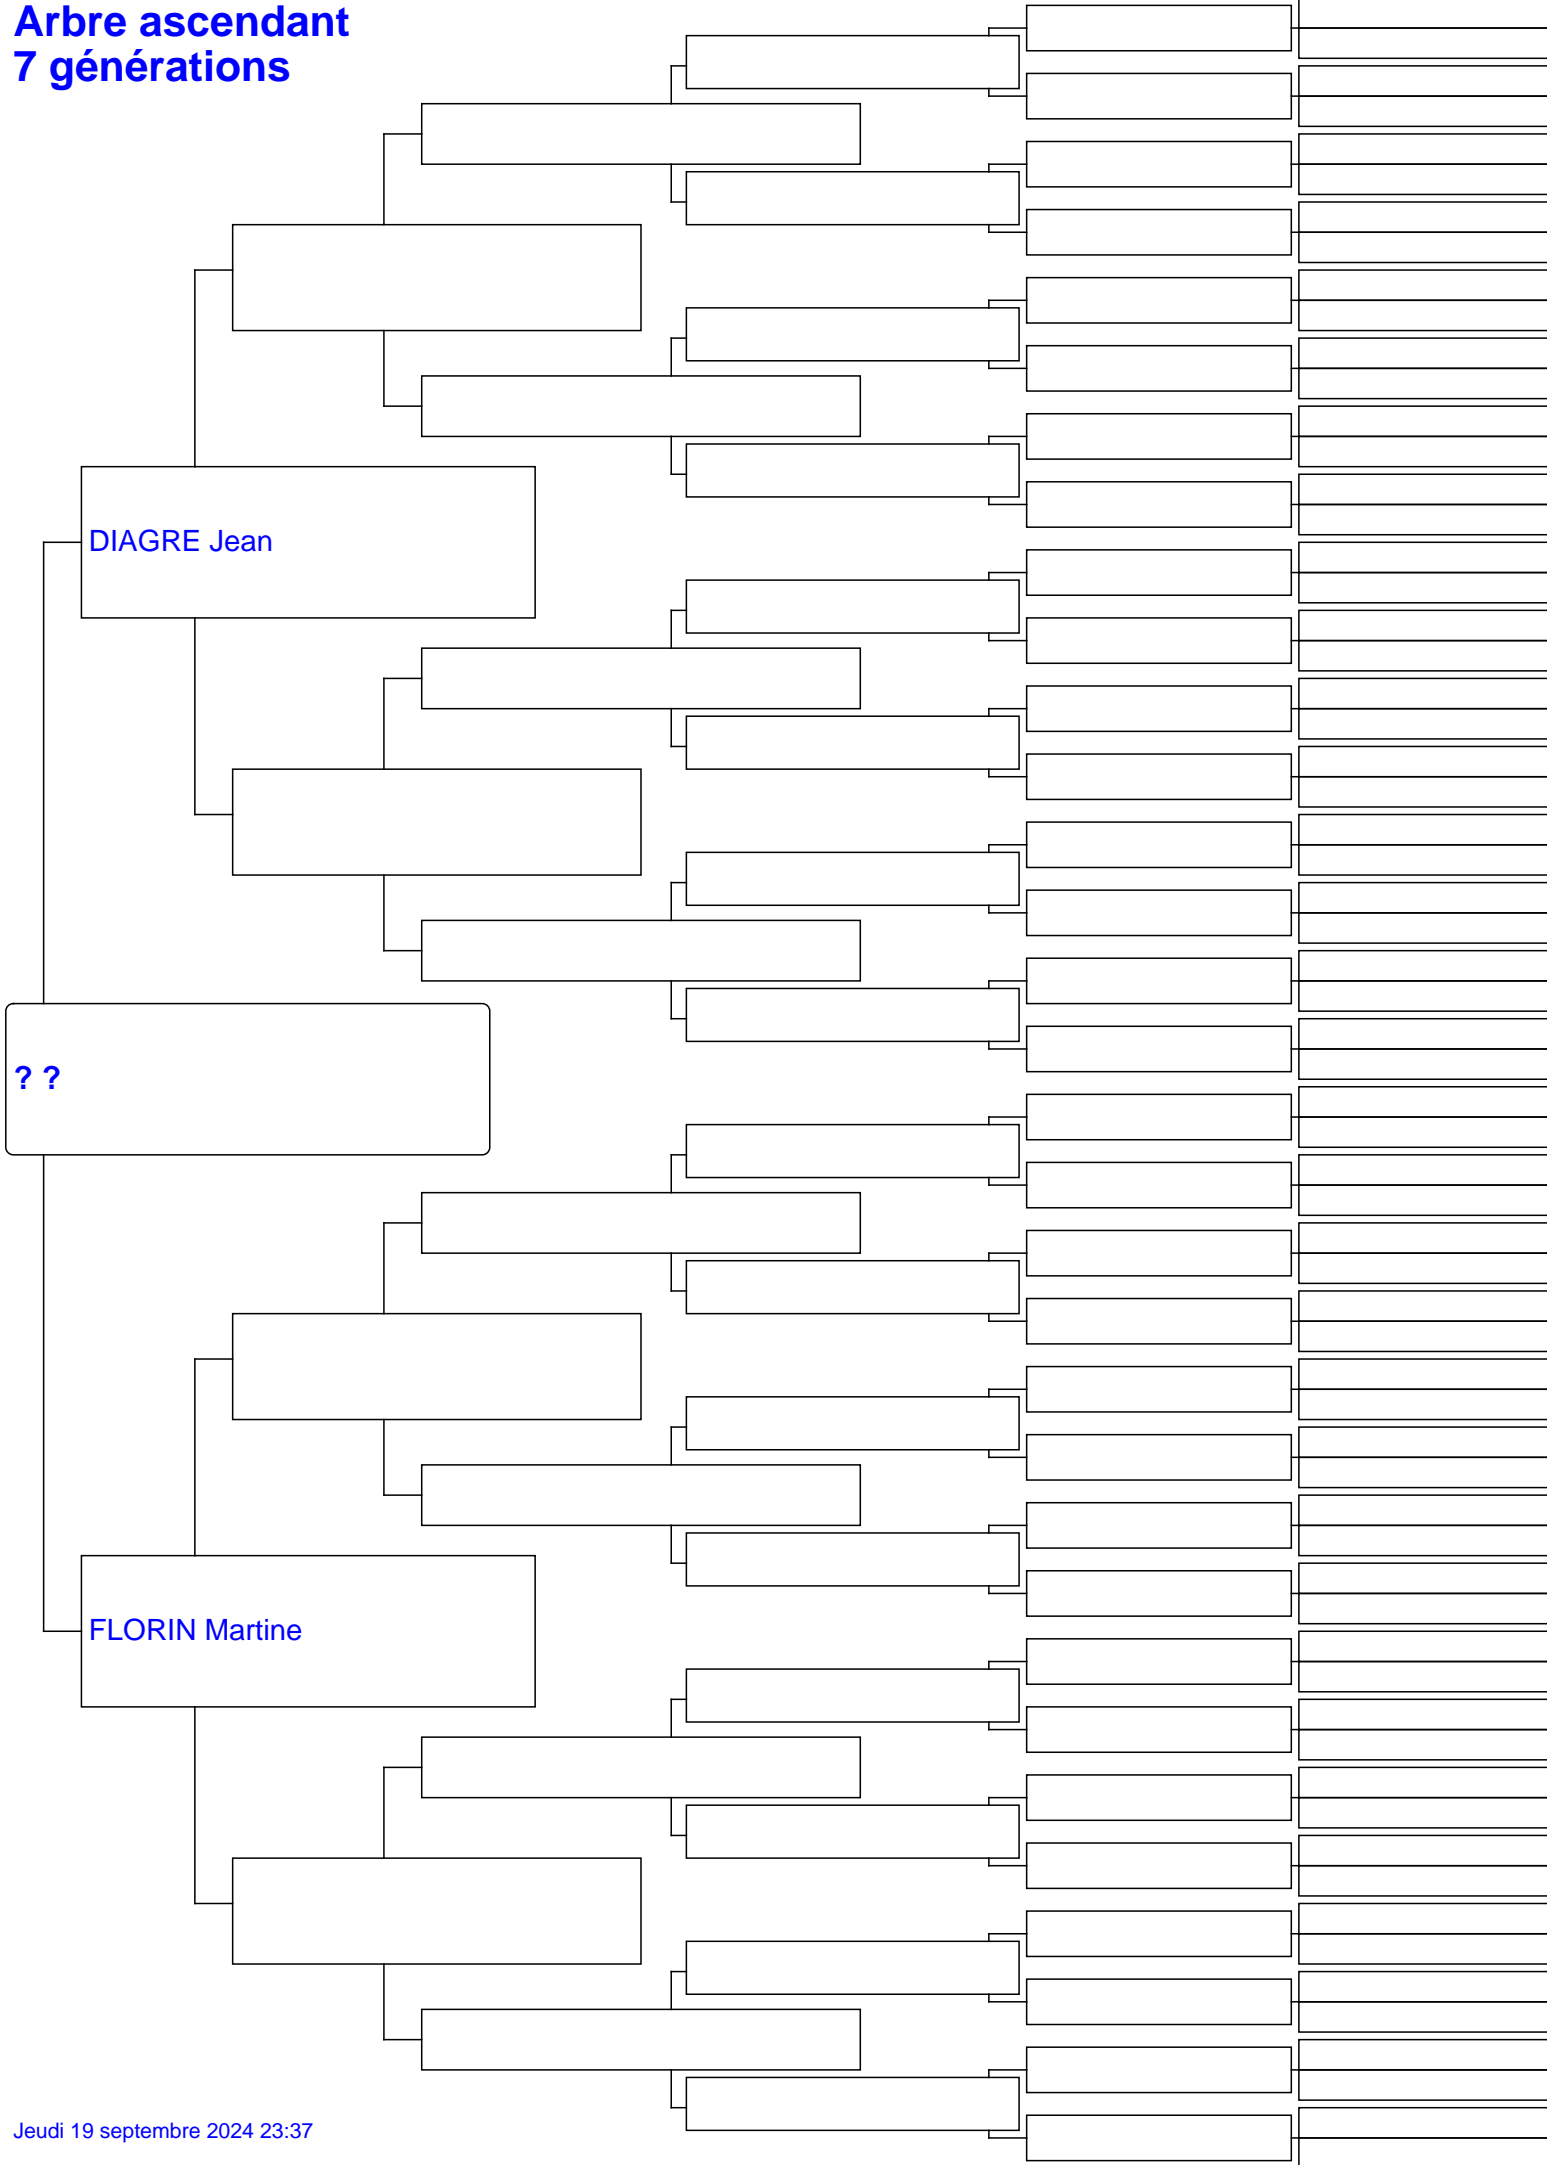 Arbre ascendant
7 générations
DIAGRE Jean
? ?
FLORIN Martine
Jeudi 19 septembre 2024 23:37